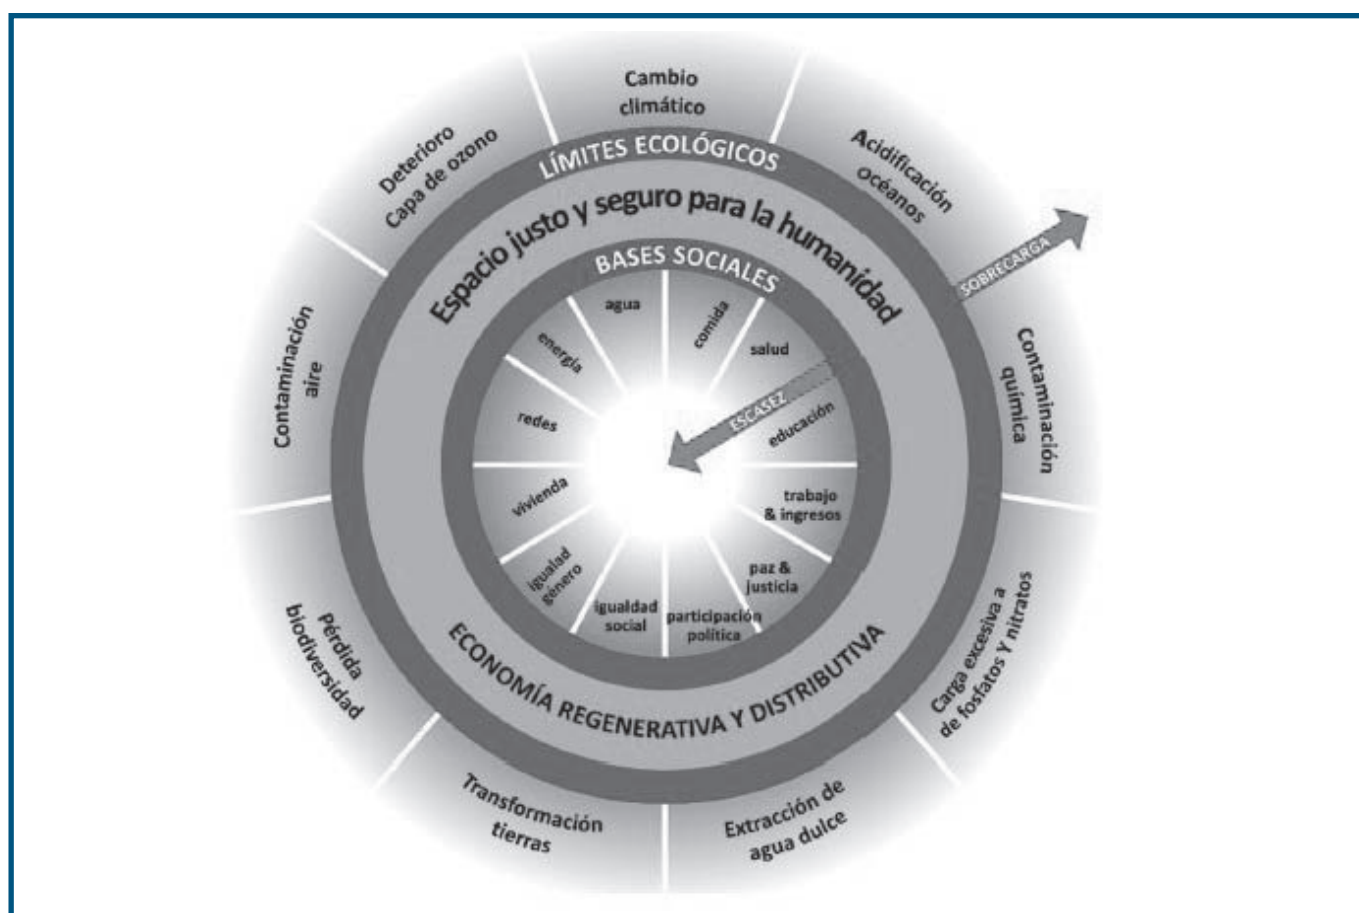 Cambio
climático
Acidificación
océanos
SOBRECARGA
Contaminación
química
Carga excesiva a
de fosfatos Y nitratos
Extracción de
agua dulce
Transformación
tierras
Pérdida
biodiversidad
Contaminación
aire
Deterioro
Capa de ozono
LÍMITES ECOLÓGICOS
Espacio justo y seguro para la humanidad
BASES SOCIALES
agua
comida
salud
ESCASEZ
educación
trabajo
& ingresos
paz &
justicia
participación
política
igualdad
social
igualad
género
vivienda
redes
energía
ECONOMÍA REGENERATIVA Y DISTRIBUTIVA